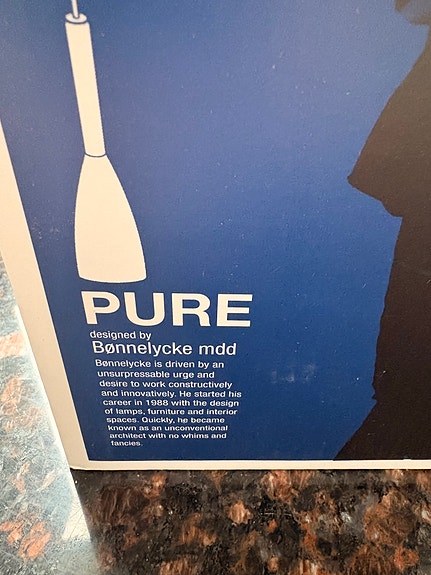 PURE
designed by
Bønnelycke mdd
Bønnelycke is driven by an
unsurpressable urge and
desire to work constructively
and innovatively. He started his
career in 1988 with the design
of lamps, furniture and interior
spaces. Quickly, he became
known as an unconventional
architect with no whims and
fancies.